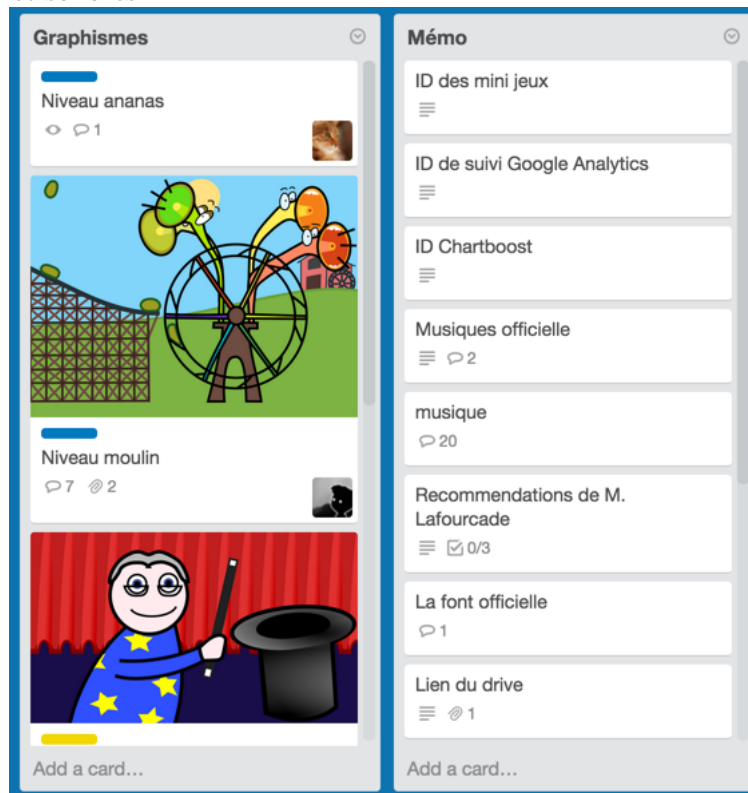 Graphismes
Niveau ananas
1
Niveau moulin
7 2
Add a card...
Mémo
ID des mini jeux
ID de suivi Google Analytics
ID Chartboost
Musiques officielle
2
musique
20
Recommendations de M.
Lafourcade
0/3
La font officielle
1
Lien du drive
1
Add a card...